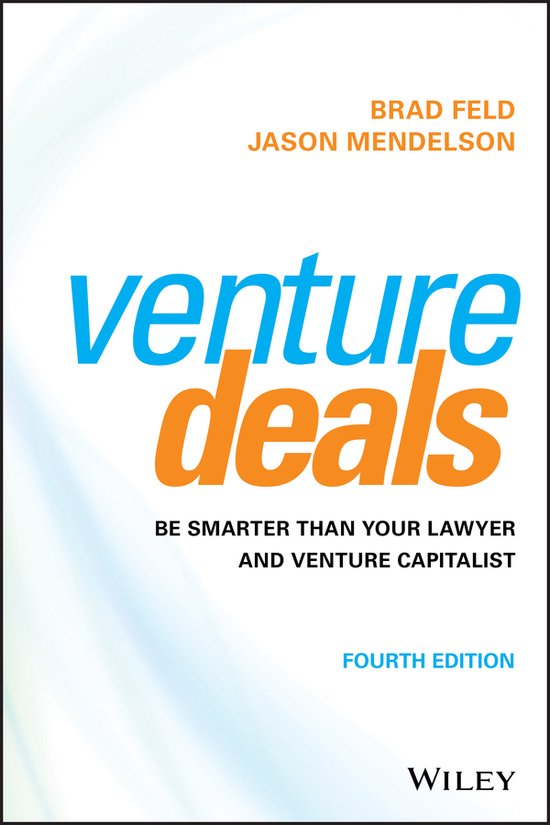 BRAD FELD
JASON MENDELSON
venture
deals
BE SMARTER THAN YOUR LAWYER
AND VENTURE CAPITALIST
FOURTH EDITION
WILEY